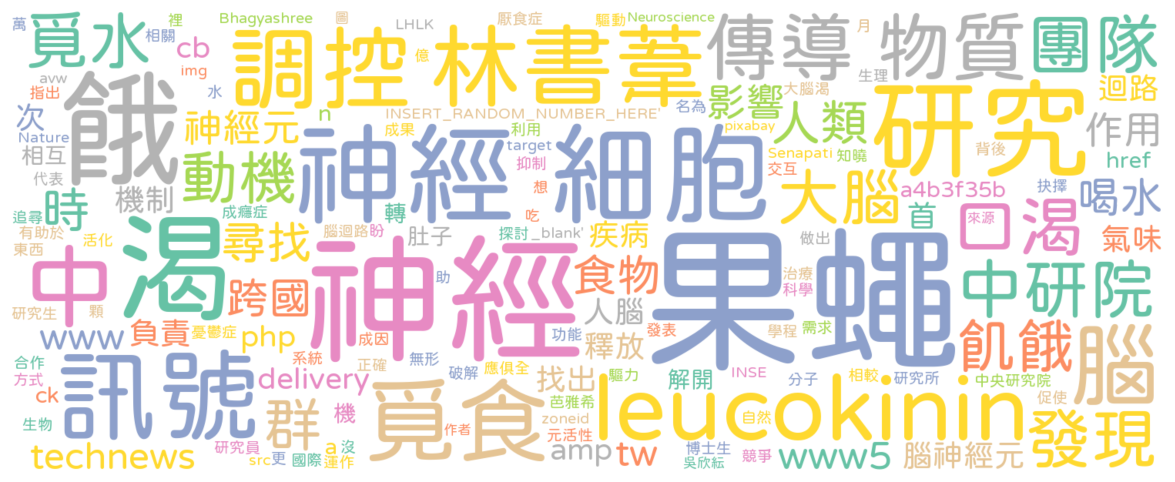 萬
裡
Bhagyashree
圖
LHLK
厭食症
驅動
Neuroscience
月
覓水
相關
cb
img
調控
億
林書葦
傳導
物質
團隊
生理
avw
指出
水
餓
大腦渴
迴路
次
n
INSERT_RANDOM_NUMBER_HERE'
名為
影響
人類
研究
作用
Nature
神經元
成果
利用
pixabay
target
相互
動機
神經
細胞
抑制
Senapati
知曉
交互
背後
href
代表
機制
時
想
大腦
a4b3f35b
抉擇
喝水
追尋
成癮症
轉
吃
首
口渴
來源
有助於
活化
東西
渴
尋找
腦迴路
盼
肚子
探討
_blank'
疾病
做出
氣味
中
神經
果蠅
食物
治療
科學
中研院
跨國
助
人腦
研究生
顆
www
負責
憂鬱症
php
成因
功能
釋放
發表
學程
需求
飢餓
腦
合作
方式
訊號
系統
正確
無形
破解
應俱全
驅力
解開
INSE
分子
相較
研究所
中央研究院
delivery
覓食
找出
芭雅希
促使
ck
機
群
leucokinin
zoneid
自然
發現
生物
作者
元活性
technews
研究員
a
沒
src
更
國際
運作
amp
tw
博士生
吳欣紜
競爭
www5
腦神經元